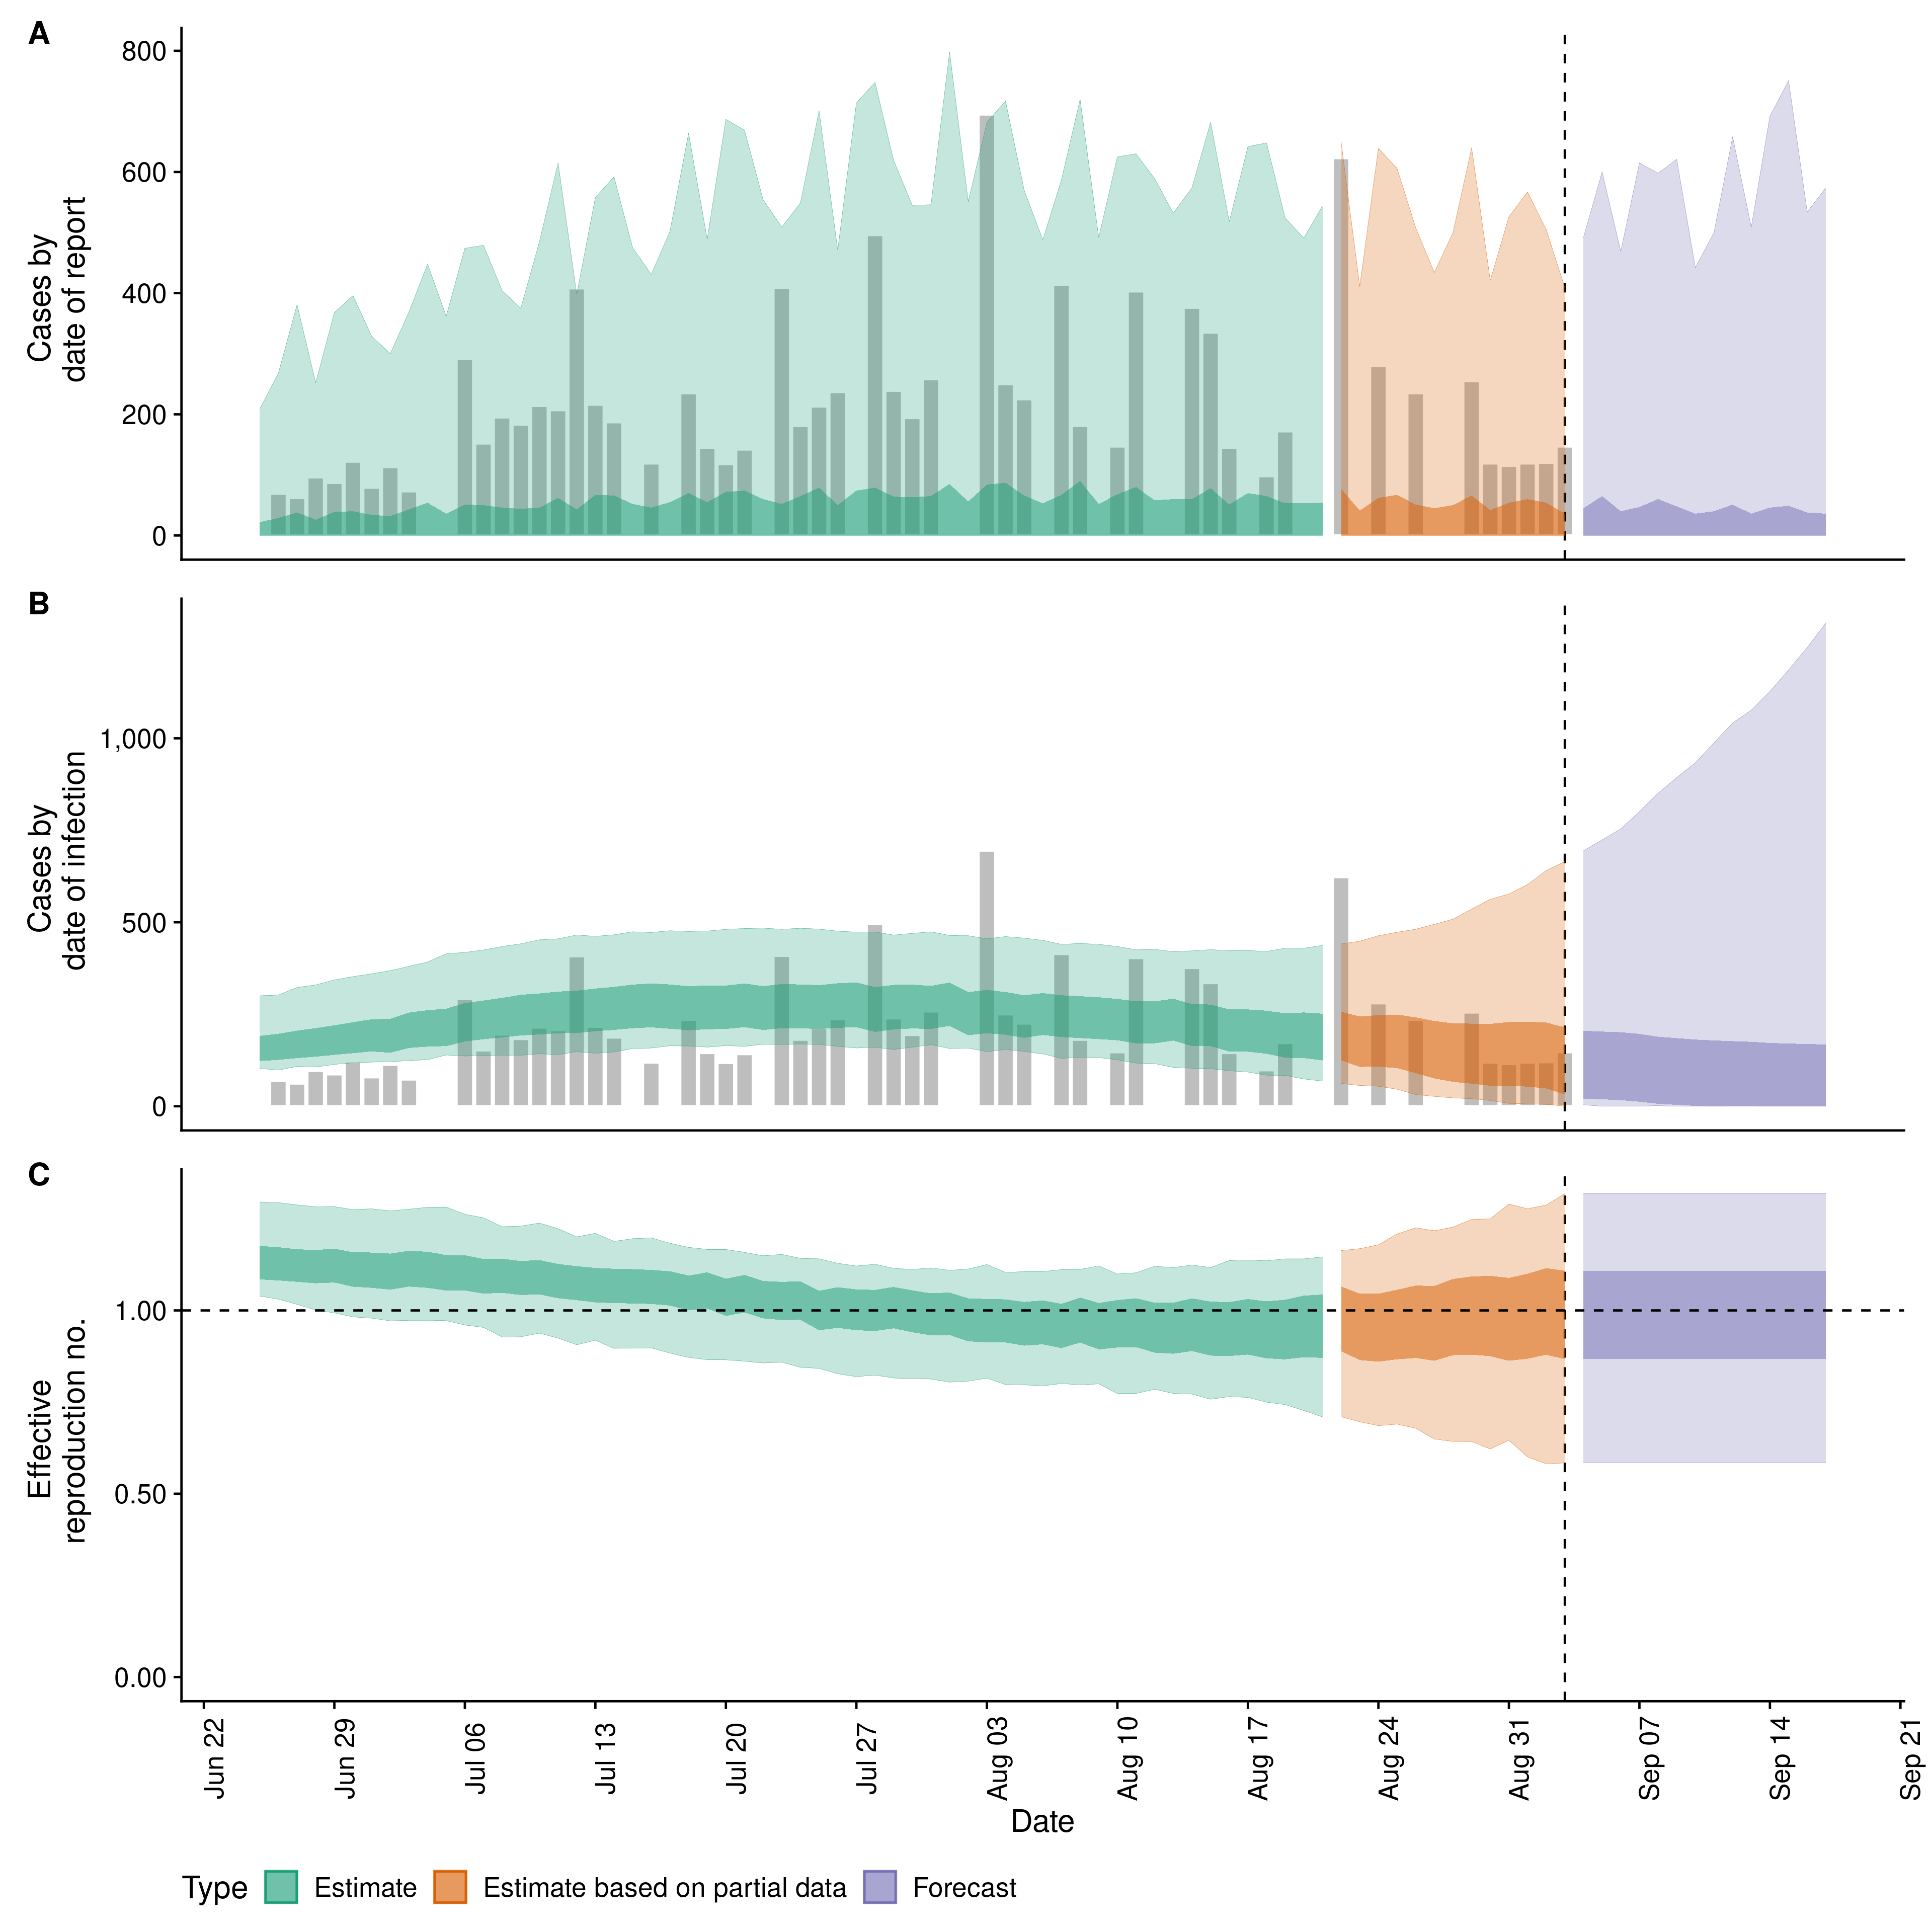 A
800
600
400
200
0
Cases by
date of report
B
1,000
500
0
Cases by
date of infection
C
1.00
0.50
0.00
Effective
reproduction no.
Jun 22
Jun 29
Jul 06
Jul 13
Jul 20
Jul 27
Aug 03
Aug 10
Aug 17
Aug 24
Aug 31
Sep 07
Sep 14
Sep 21
Date
Type
Estimate
Estimate based on partial data
Forecast